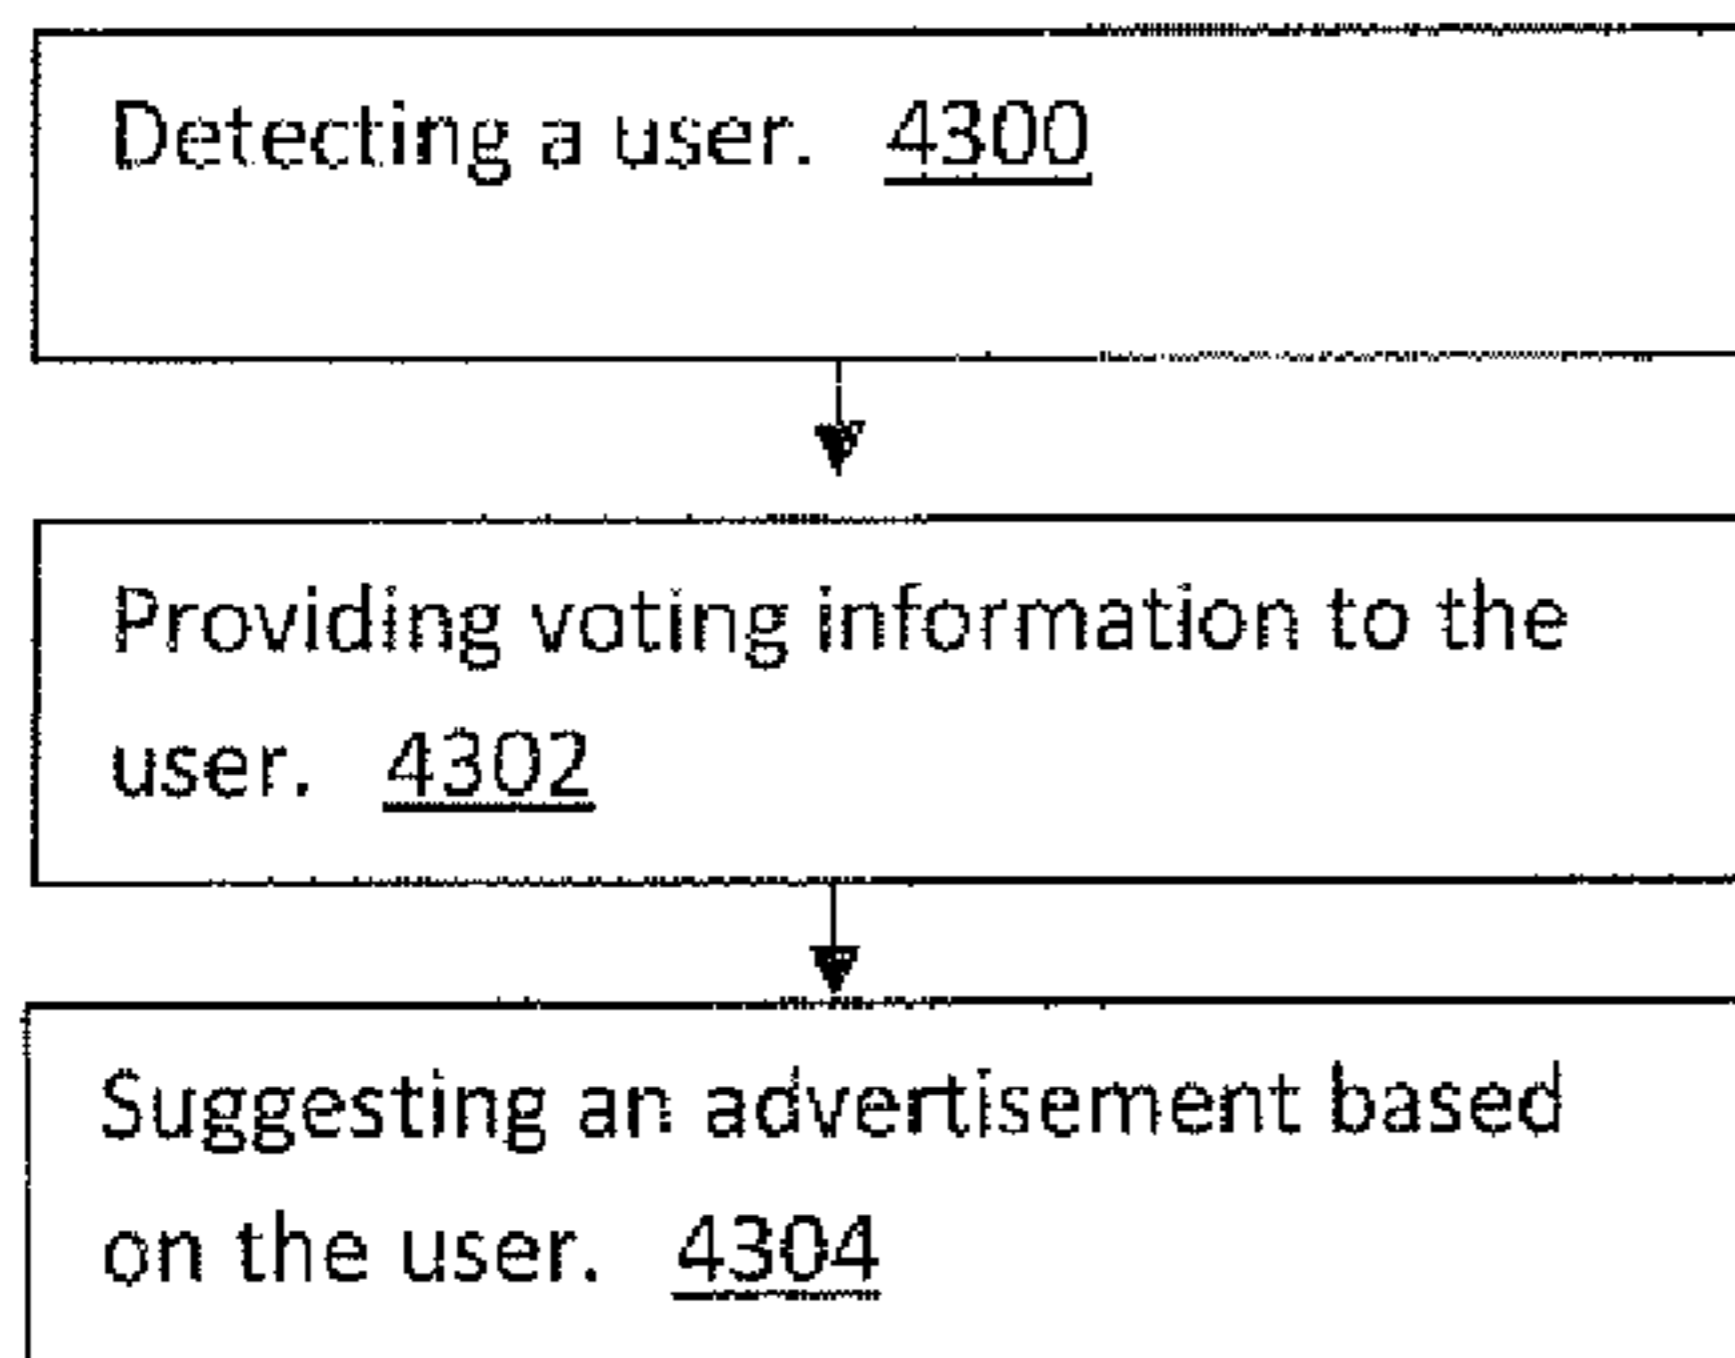 Detecting a user. 4300
Providing voting information to the
user. 4302
Suggesting an advertisement based
on the user. 4304